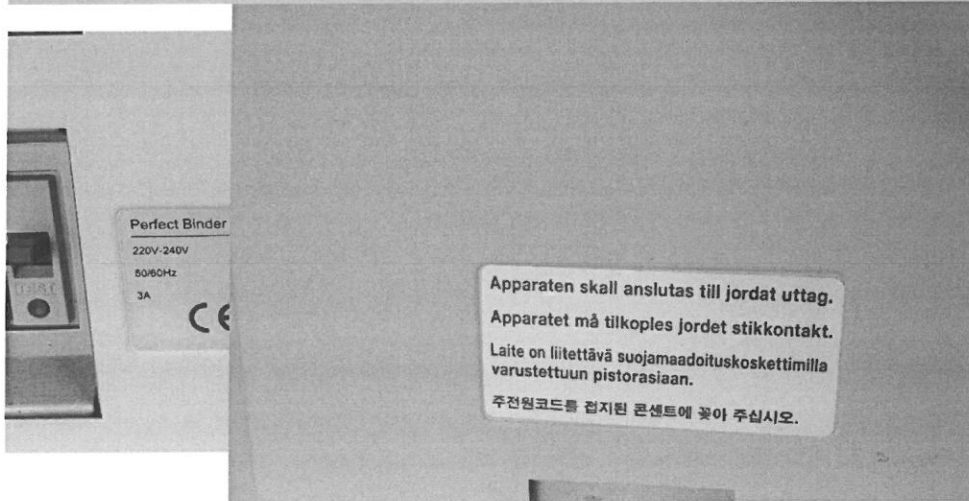 TEST
Perfect Binder
220V-240V
50/60Hz
3A
CE
Apparaten skall anslutas till jordat uttag.
Apparatet må tilkoples jordet stikkontakt.
Laite on liitettävä suojamaadoituskoskettimilla
varustettuun pistorasiaan.
주전원코드를 접지된 콘센트에 꽂아 주십시오.